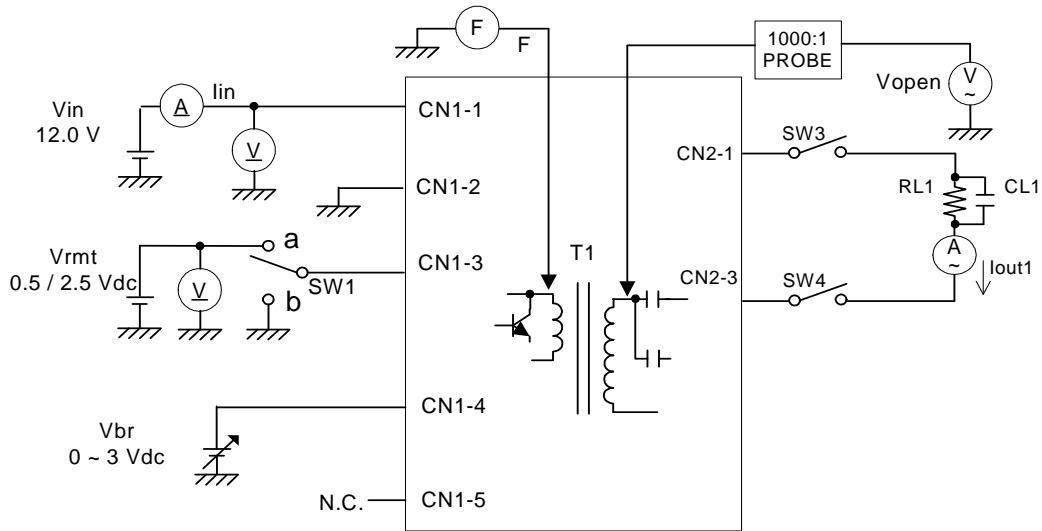 F
F
1000:1
PROBE
Vopen
V
~
Vin
12.0 V
A
Iin
V
CN1-1
CN1-2
CN2-1
SW3
RL1
CL1
Vrmt
0.5 / 2.5 Vdc
V
a
b
SW1
CN1-3
T1
CN2-3
SW4
A
~
Iout1
Vbr
0 ~ 3 Vdc
CN1-4
N.C.
CN1-5